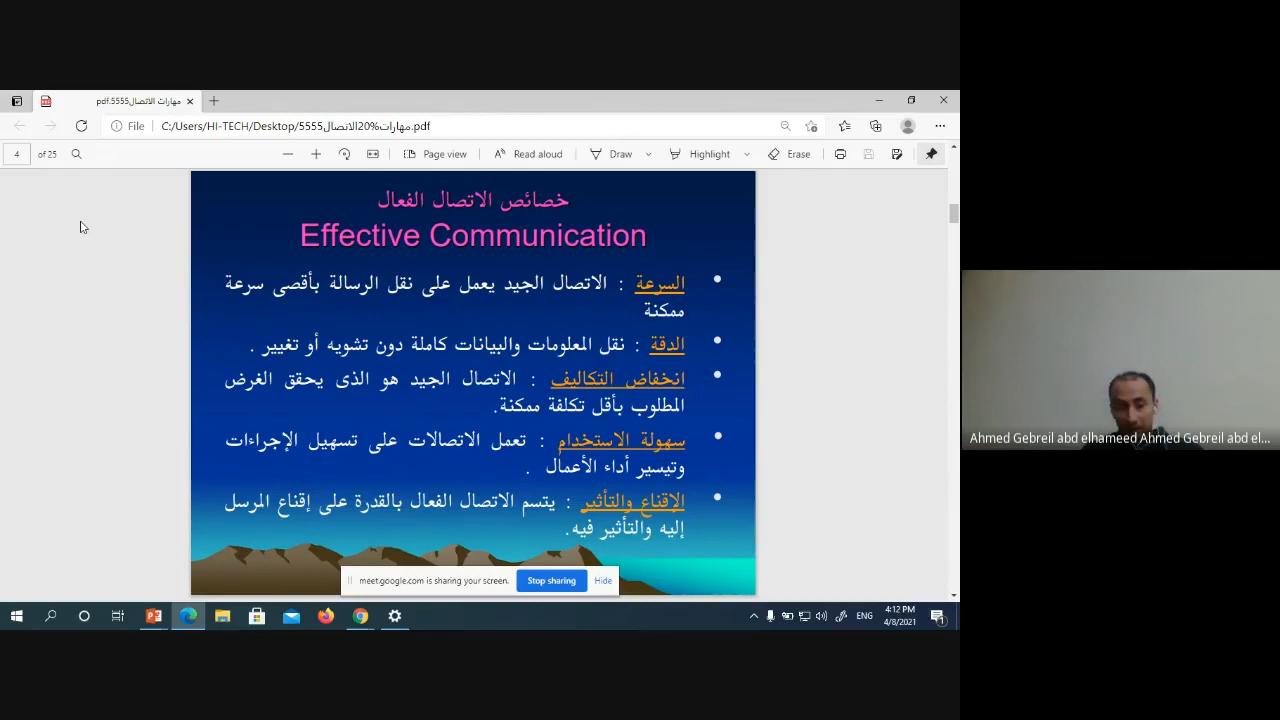 مهارات الاتصال5555.pdf
File
C:/Users/HI-TECH/Desktop/5555مهارات%20الاتصال.pdf
4 of 25
Page view
Read aloud
Draw
Highlight
Erase
خصائص الاتصال الفعال
Effective Communication
• السرعة : الاتصال الجيد يعمل على نقل الرسالة بأقصى سرعة
ممكنة
• الدقة : نقل المعلومات والبيانات كاملة دون تشويه أو تغيير .
• انخفاض التكاليف : الاتصال الجيد هو الذى يحقق الغرض
المطلوب بأقل تكلفة ممكنة.
• سهولة الاستخدام : تعمل الاتصالات على تسهيل الإجراءات
وتيسير أداء الأعمال .
• الإقناع والتأثير : يتسم الاتصال الفعال بالقدرة على إقناع المرسل
إليه والتأثير فيه.
Ahmed Gebreil abd elhameed Ahmed Gebreil abd el...
meet.google.com is sharing your screen.
Stop sharing
Hide
ENG
4:12 PM
4/8/2021
1